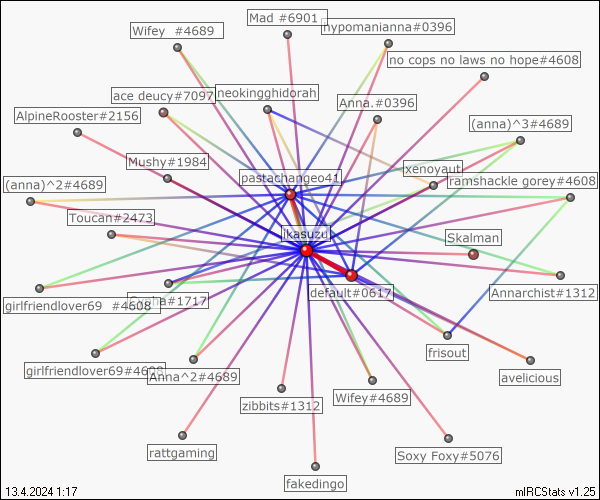 Mad #6901
Wifey #4689
hypomanianna#0396
no cops no laws no hope#4608
ace deucy#7097
neokingghidorah
Anna.#0396
AlpineRooster#2156
(anna)^3#4689
Mushy#1984
xenoyaut
pastachangeo41
(anna)^2#4689
ramshackle gorey#4608
Toucan#2473
ikasuzu
Skalman
default#0617
Annarchist#1312
girlfriendlover69 #4608
#1717
frisout
girlfriendlover69#4608
Anna^2#4689
avelicious
Wifey#4689
zibbits#1312
rattgaming
Soxy Foxy#5076
fakedingo
13.4.2024 1:17
mIRCStats v1.25